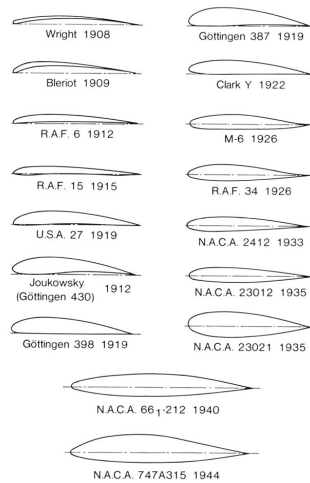 Wright 1908
Bleriot 1909
R.A.F. 6 1912
R.A.F. 15 1915
U.S.A. 27 1919
Joukowsky 1912
(Göttingen 430)
Göttingen 398 1919
Göttingen 387 1919
Clark Y 1922
M-6 1926
R.A.F. 34 1926
N.A.C.A. 2412 1933
N.A.C.A. 23012 1935
N.A.C.A. 23021 1935
N.A.C.A. 66₁-212 1940
N.A.C.A. 747A315 1944